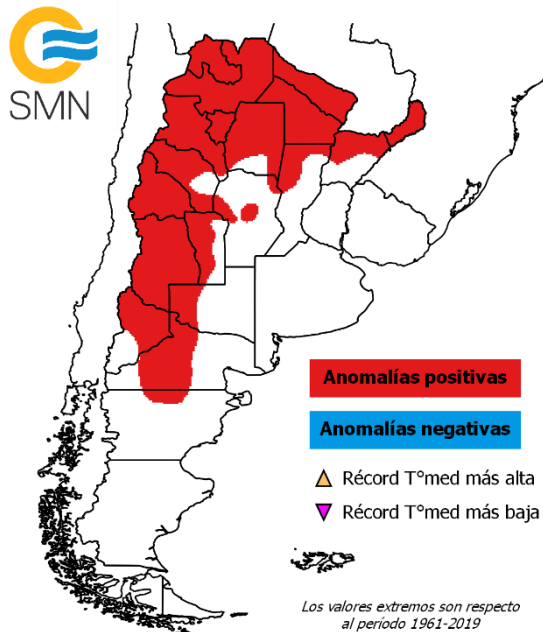 SMN
Anomalías positivas
Anomalías negativas
Récord T°med más alta
Récord T°med más baja
Los valores extremos son respecto
al período 1961-2019